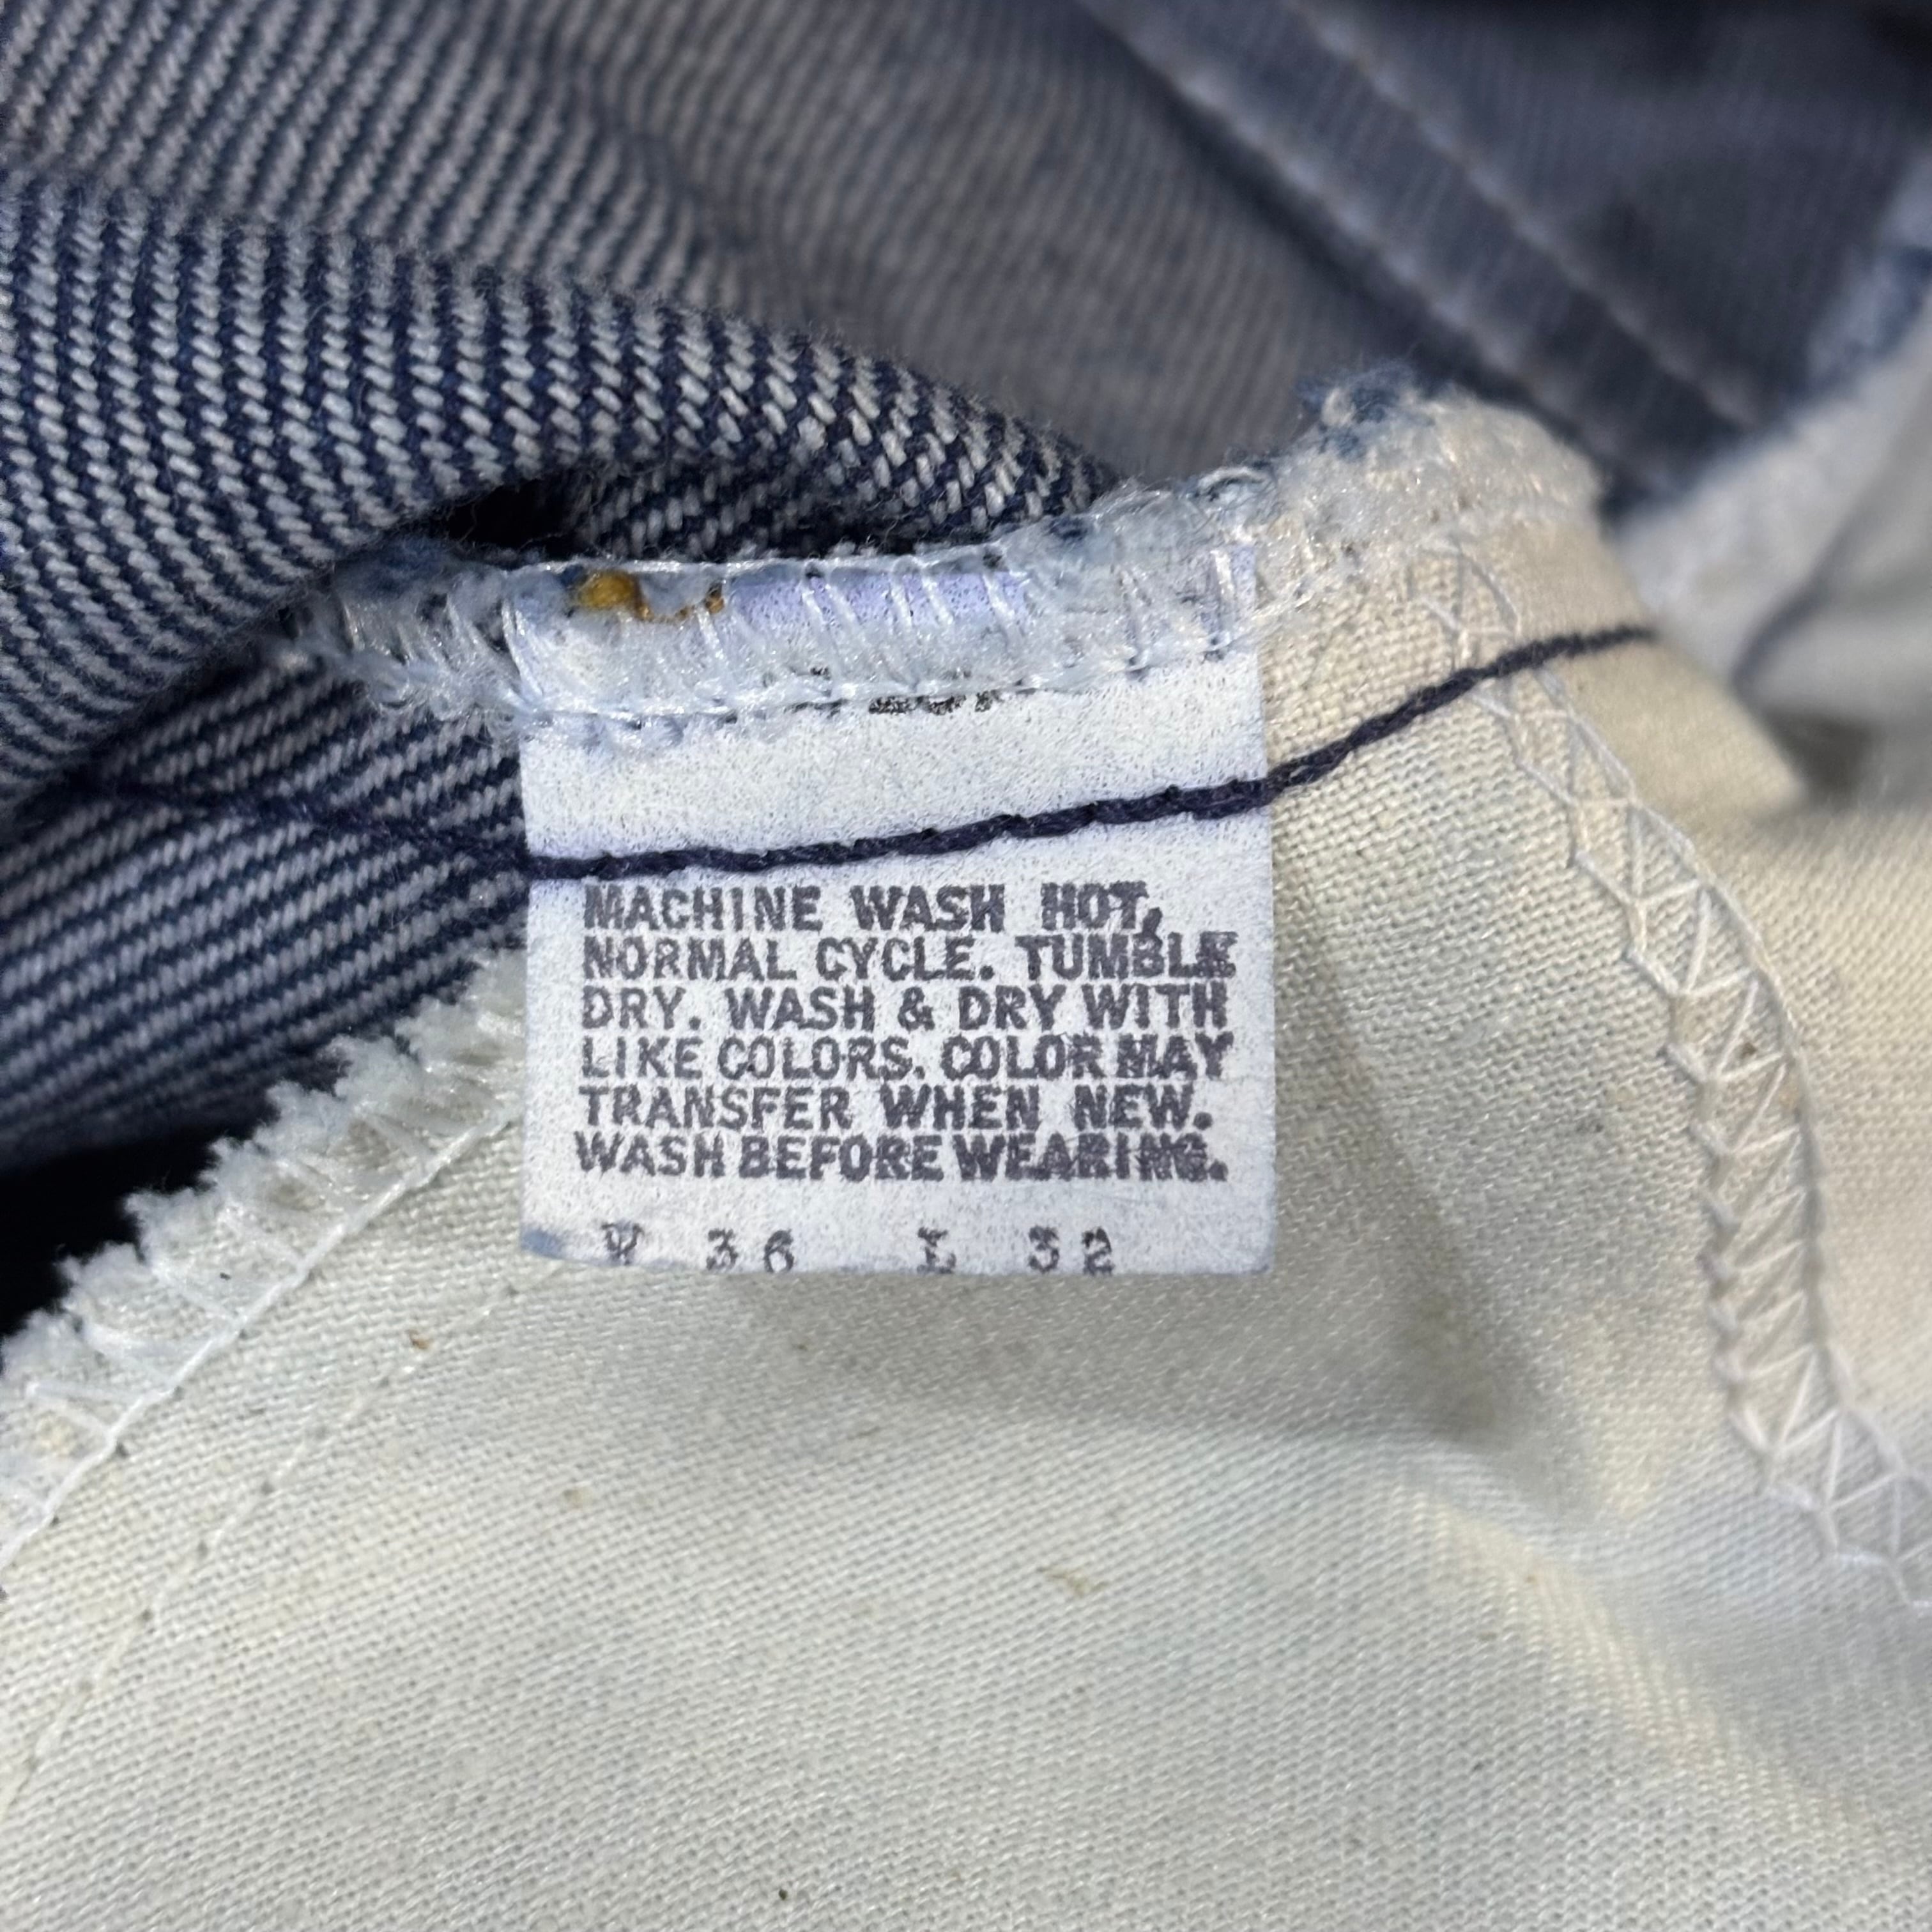 MACHINE WASH HOT,
NORMAL CYCLE. TUMBLE
DRY. WASH & DRY WITH
LIKE COLORS. COLOR MAY
TRANSFER WHEN NEW.
WASH BEFORE WEARING.
W 36 L 32